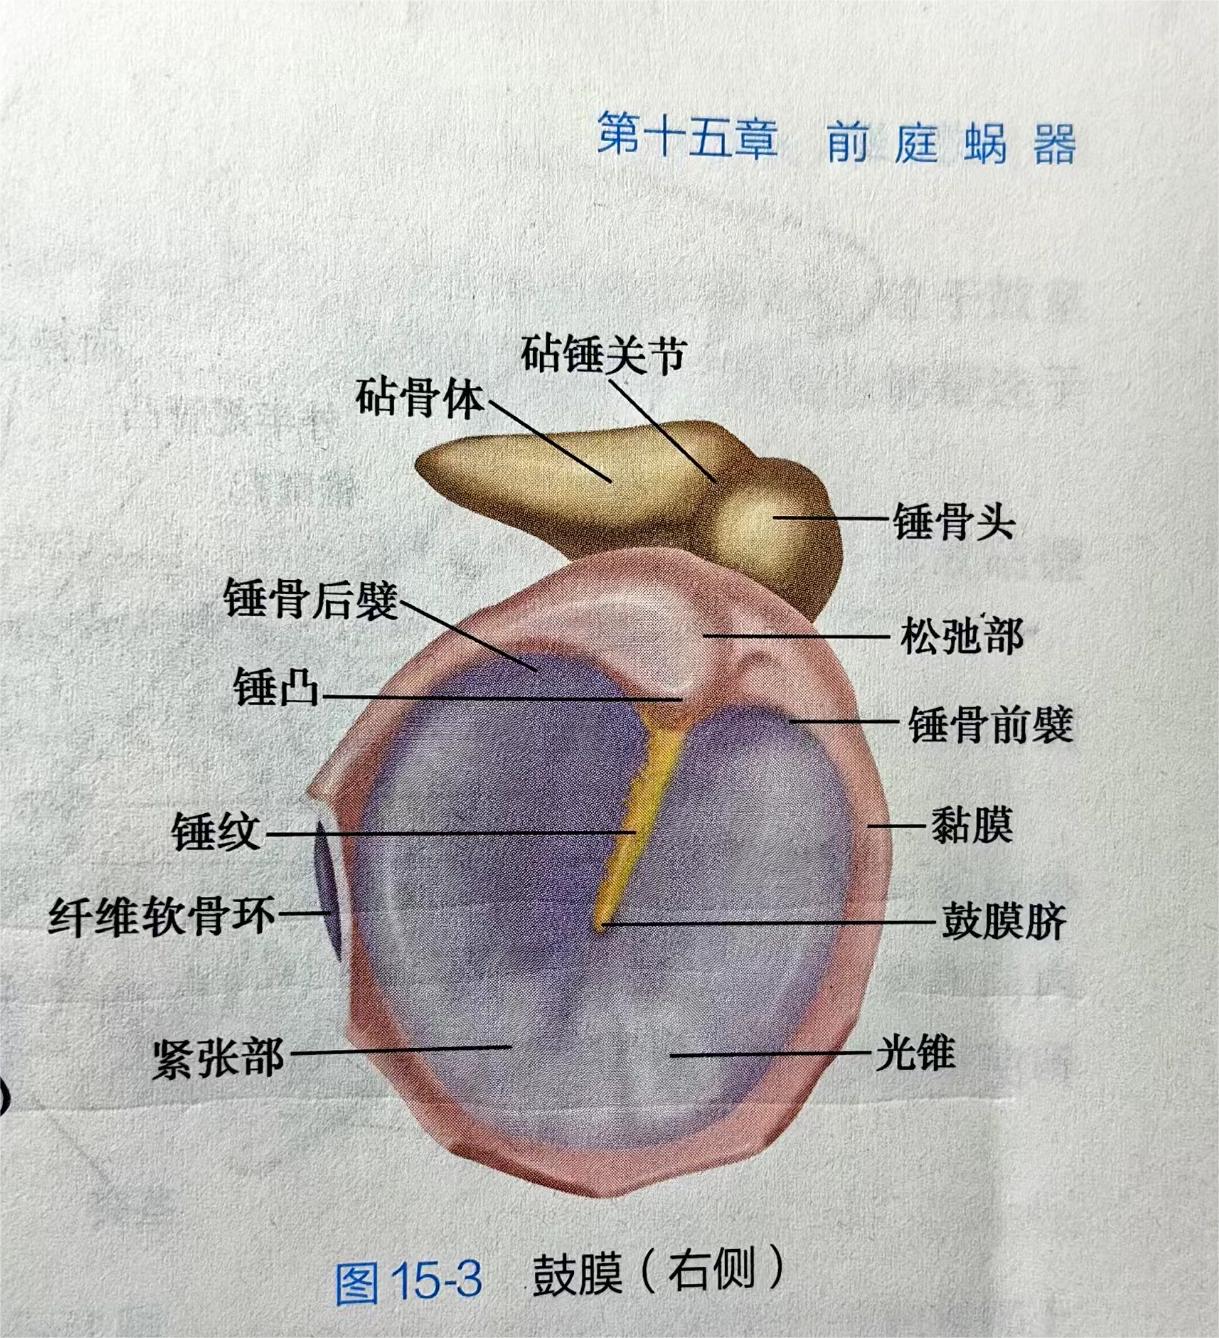 第十五章 前庭蜗器
砧锤关节
砧骨体
锤骨头
锤骨后襞
松弛部
锤凸
锤骨前襞
锤纹
黏膜
纤维软骨环
鼓膜脐
紧张部
光锥
图 15-3 鼓膜（右侧）